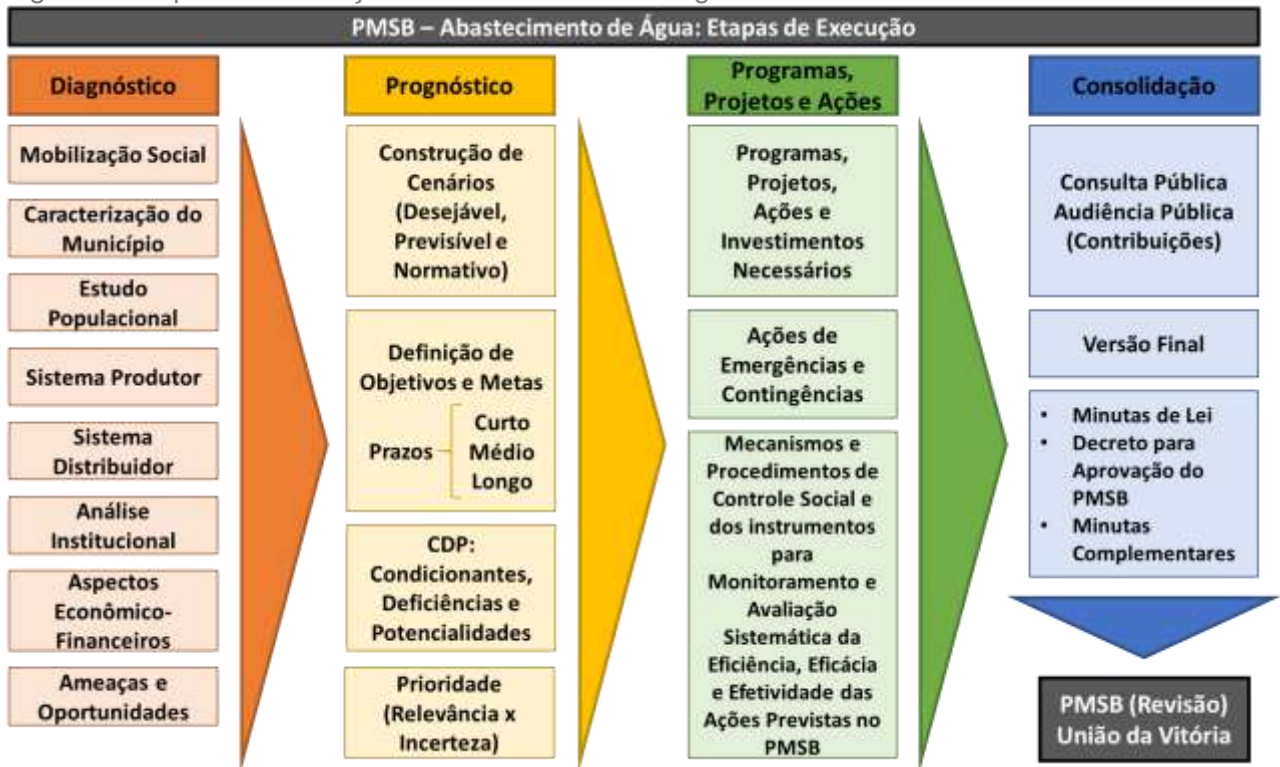 PMSB – Abastecimento de Água: Etapas de Execução
Diagnóstico
Mobilização Social
Caracterização do
Município
Estudo
Populacional
Sistema Produtor
Sistema
Distribuidor
Análise
Institucional
Aspectos
Econômico-
Financeiros
Ameaças e
Oportunidades
Prognóstico
Construção de
Cenários
(Desejável,
Previsível e
Normativo)
Definição de
Objetivos e Metas
Prazos
Curto
Médio
Longo
CDP:
Condicionantes,
Deficiências e
Potencialidades
Prioridade
(Relevância x
Incerteza)
Programas,
Projetos e Ações
Programas,
Projetos,
Ações e
Investimentos
Necessários
Ações de
Emergências e
Contingências
Mecanismos e
Procedimentos de
Controle Social e
dos instrumentos
para
Monitoramento e
Avaliação
Sistemática da
Eficiência, Eficácia
e Efetividade das
Ações Previstas no
PMSB
Consolidação
Consulta Pública
Audiência Pública
(Contribuições)
Versão Final
• Minutas de Lei
• Decreto para
Aprovação do
PMSB
• Minutas
Complementares
PMSB (Revisão)
União da Vitória